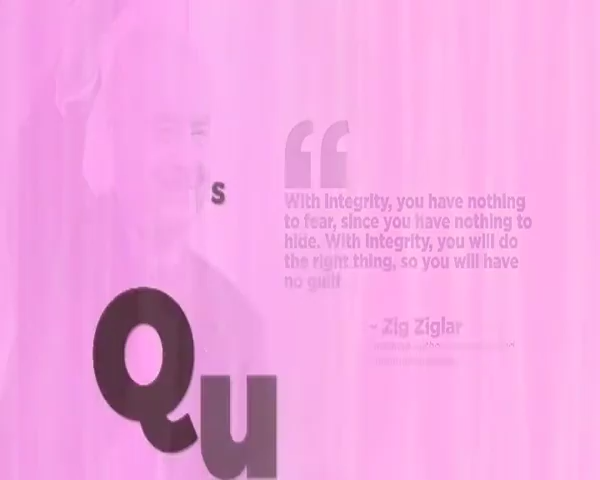 s
With integrity, you have nothing
to fear, since you have nothing to
hide. With integrity, you will do
the right thing, so you will have
no guilt
- Zig Ziglar
Qu